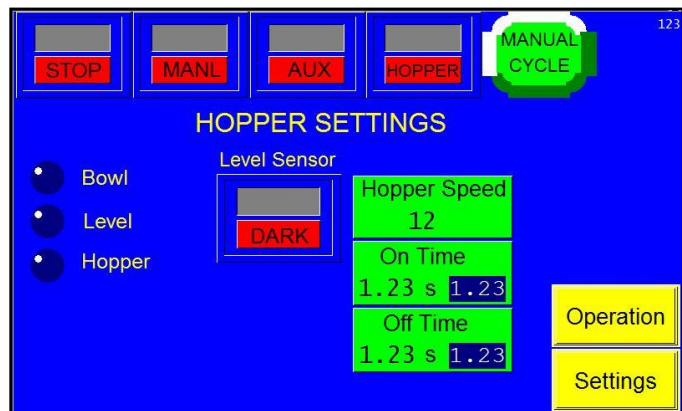 123
STOP
MANL
AUX
HOPPER
MANUAL
CYCLE
HOPPER SETTINGS
Level Sensor
DARK
Bowl
Level
Hopper
Hopper Speed
12
On Time
1.23 s 1.23
Off Time
1.23 s 1.23
Operation
Settings